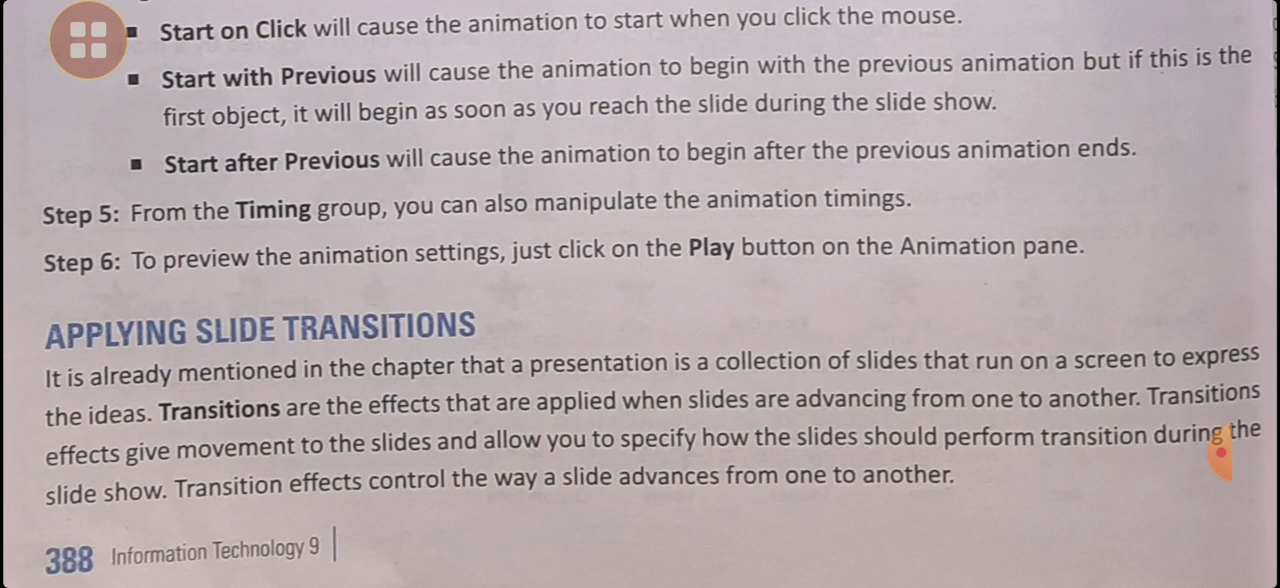 ▪ Start on Click will cause the animation to start when you click the mouse.
▪ Start with Previous will cause the animation to begin with the previous animation but if this is the
first object, it will begin as soon as you reach the slide during the slide show.
▪ Start after Previous will cause the animation to begin after the previous animation ends.
Step 5: From the Timing group, you can also manipulate the animation timings.
Step 6: To preview the animation settings, just click on the Play button on the Animation pane.
APPLYING SLIDE TRANSITIONS
It is already mentioned in the chapter that a presentation is a collection of slides that run on a screen to express
the ideas. Transitions are the effects that are applied when slides are advancing from one to another. Transitions
effects give movement to the slides and allow you to specify how the slides should perform transition during the
slide show. Transition effects control the way a slide advances from one to another.
388 Information Technology 9